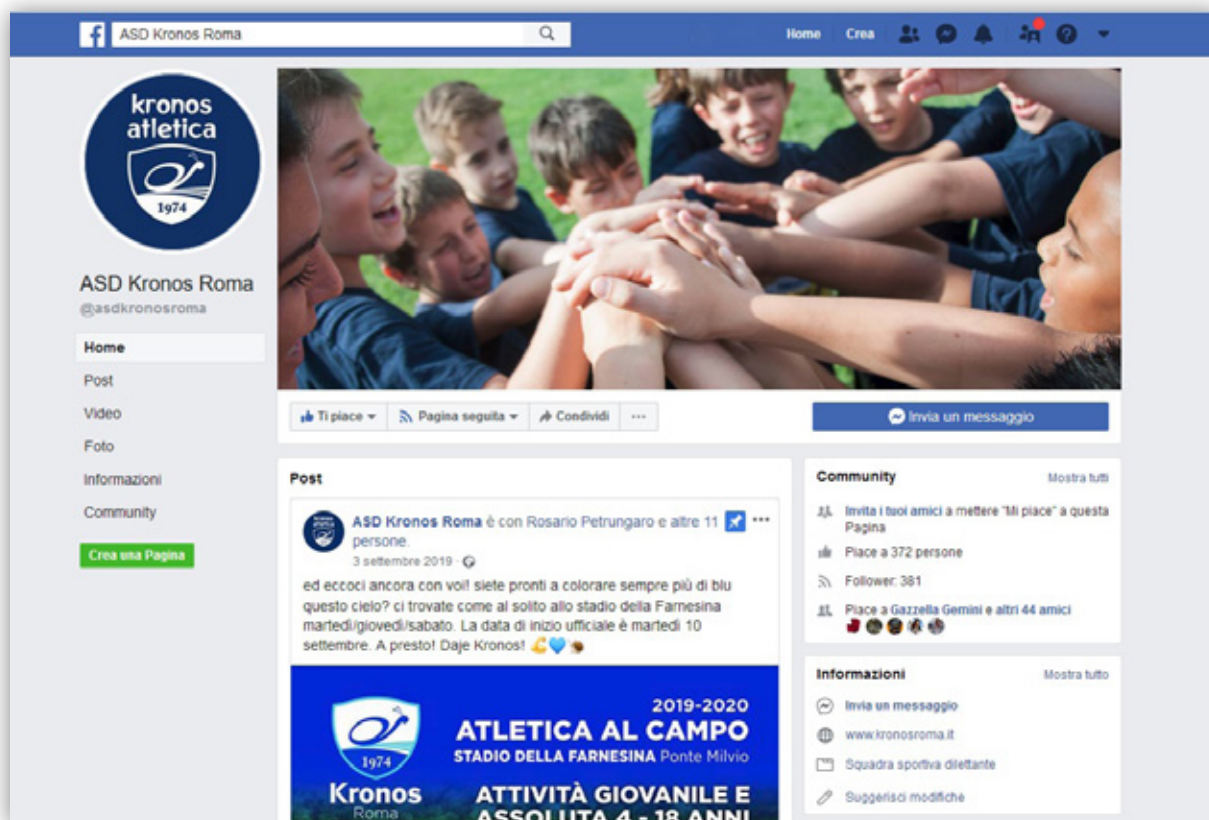 ASD Kronos Roma
Home Crea
kronos
atletica
1974
ASD Kronos Roma
@asdkronosroma
Home
Post
Video
Foto
Informazioni
Community
Crea una Pagina
Ti piace Pagina seguita Condividi ...
Invia un messaggio
Post
ASD Kronos Roma è con Rosario Petrungaro e altre 11
persone.
3 settembre 2019 ·
ed eccoci ancora con voi! siete pronti a colorare sempre più di blu
questo cielo? ci trovate come al solito allo stadio della Farnesina
martedì/giovedì/sabato. La data di inizio ufficiale è martedì 10
settembre. A presto! Daje Kronos! 💪💙🐌
1974
Kronos
Roma
2019-2020
ATLETICA AL CAMPO
STADIO DELLA FARNESINA Ponte Milvio
ATTIVITÀ GIOVANILE E
ASSOLUTA 4 - 18 ANNI
Community Mostra tutti
Invita i tuoi amici a mettere "Mi piace" a questa
Pagina
Piace a 372 persone
Follower: 381
Piace a Gazzella Gemini e altri 44 amici
Informazioni Mostra tutto
Invia un messaggio
www.kronosroma.it
Squadra sportiva dilettante
Suggerisci modifiche